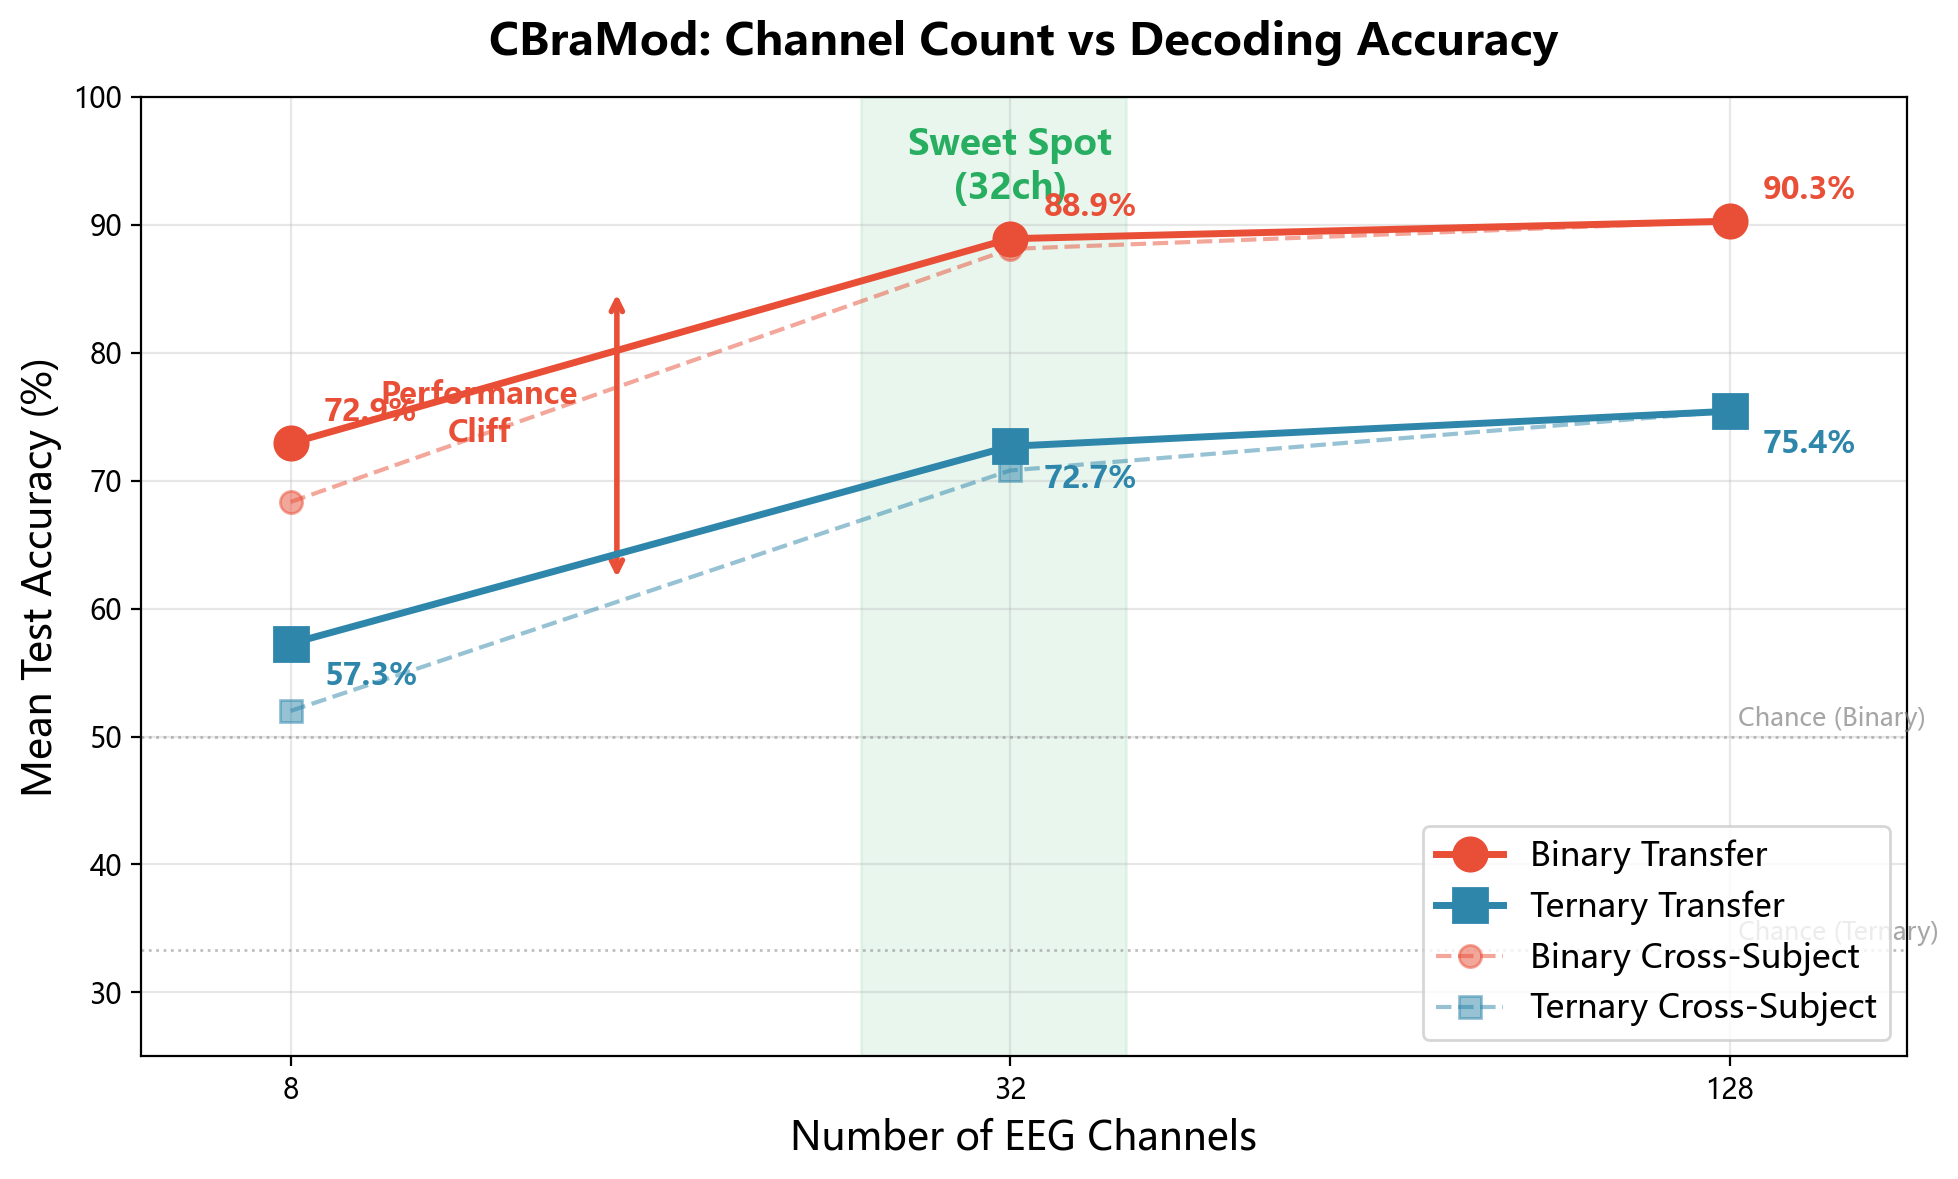 CBraMod: Channel Count vs Decoding Accuracy
Mean Test Accuracy (%)
100
90
80
70
60
50
40
30
Sweet Spot
(32ch)
88.9%
90.3%
72.9%
Performance
Cliff
72.7%
75.4%
57.3%
Chance (Binary)
Chance (Ternary)
Binary Transfer
Ternary Transfer
Binary Cross-Subject
Ternary Cross-Subject
8
32
128
Number of EEG Channels